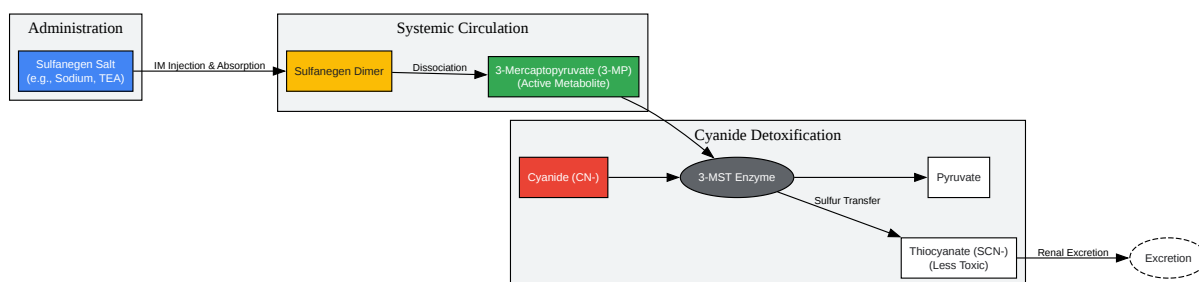 Administration
Sulfanegen Salt
(e.g., Sodium, TEA)
IM Injection & Absorption
Systemic Circulation
Sulfanegen Dimer
Dissociation
3-Mercaptopyruvate (3-MP)
(Active Metabolite)
Cyanide Detoxification
Cyanide (CN-)
3-MST Enzyme
Pyruvate
Sulfur Transfer
Thiocyanate (SCN-)
(Less Toxic)
Renal Excretion
Excretion